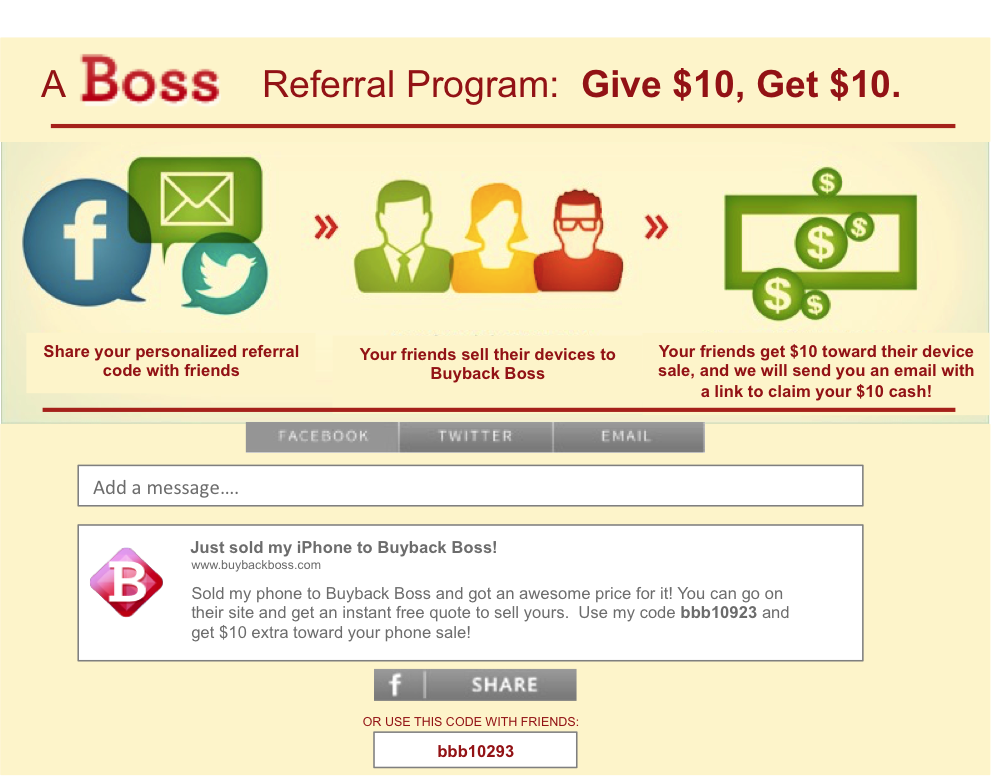 A Boss Referral Program: Give $10, Get $10.
Share your personalized referral
code with friends
Your friends sell their devices to
Buyback Boss
Your friends get $10 toward their device
sale, and we will send you an email with
a link to claim your $10 cash!
FACEBOOK TWITTER EMAIL
Add a message....
Just sold my iPhone to Buyback Boss!
www.buybackboss.com
B
Sold my phone to Buyback Boss and got an awesome price for it! You can go on
their site and get an instant free quote to sell yours. Use my code bbb10923 and
get $10 extra toward your phone sale!
f SHARE
OR USE THIS CODE WITH FRIENDS:
bbb10293